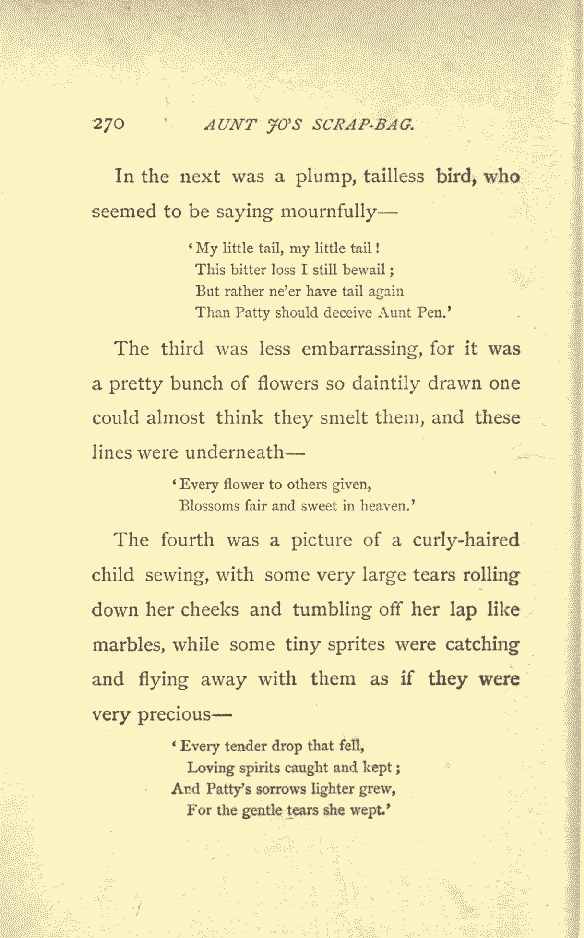 270 AUNT JO'S SCRAP-BAG.
In the next was a plump, tailless bird, who
seemed to be saying mournfully—
'My little tail, my little tail!
This bitter loss I still bewail;
But rather ne'er have tail again
Than Patty should deceive Aunt Pen.'
The third was less embarrassing, for it was
a pretty bunch of flowers so daintily drawn one
could almost think they smelt them, and these
lines were underneath—
'Every flower to others given,
Blossoms fair and sweet in heaven.'
The fourth was a picture of a curly-haired
child sewing, with some very large tears rolling
down her cheeks and tumbling off her lap like
marbles, while some tiny sprites were catching
and flying away with them as if they were
very precious—
'Every tender drop that fell,
Loving spirits caught and kept;
And Patty's sorrows lighter grew,
For the gentle tears she wept.'